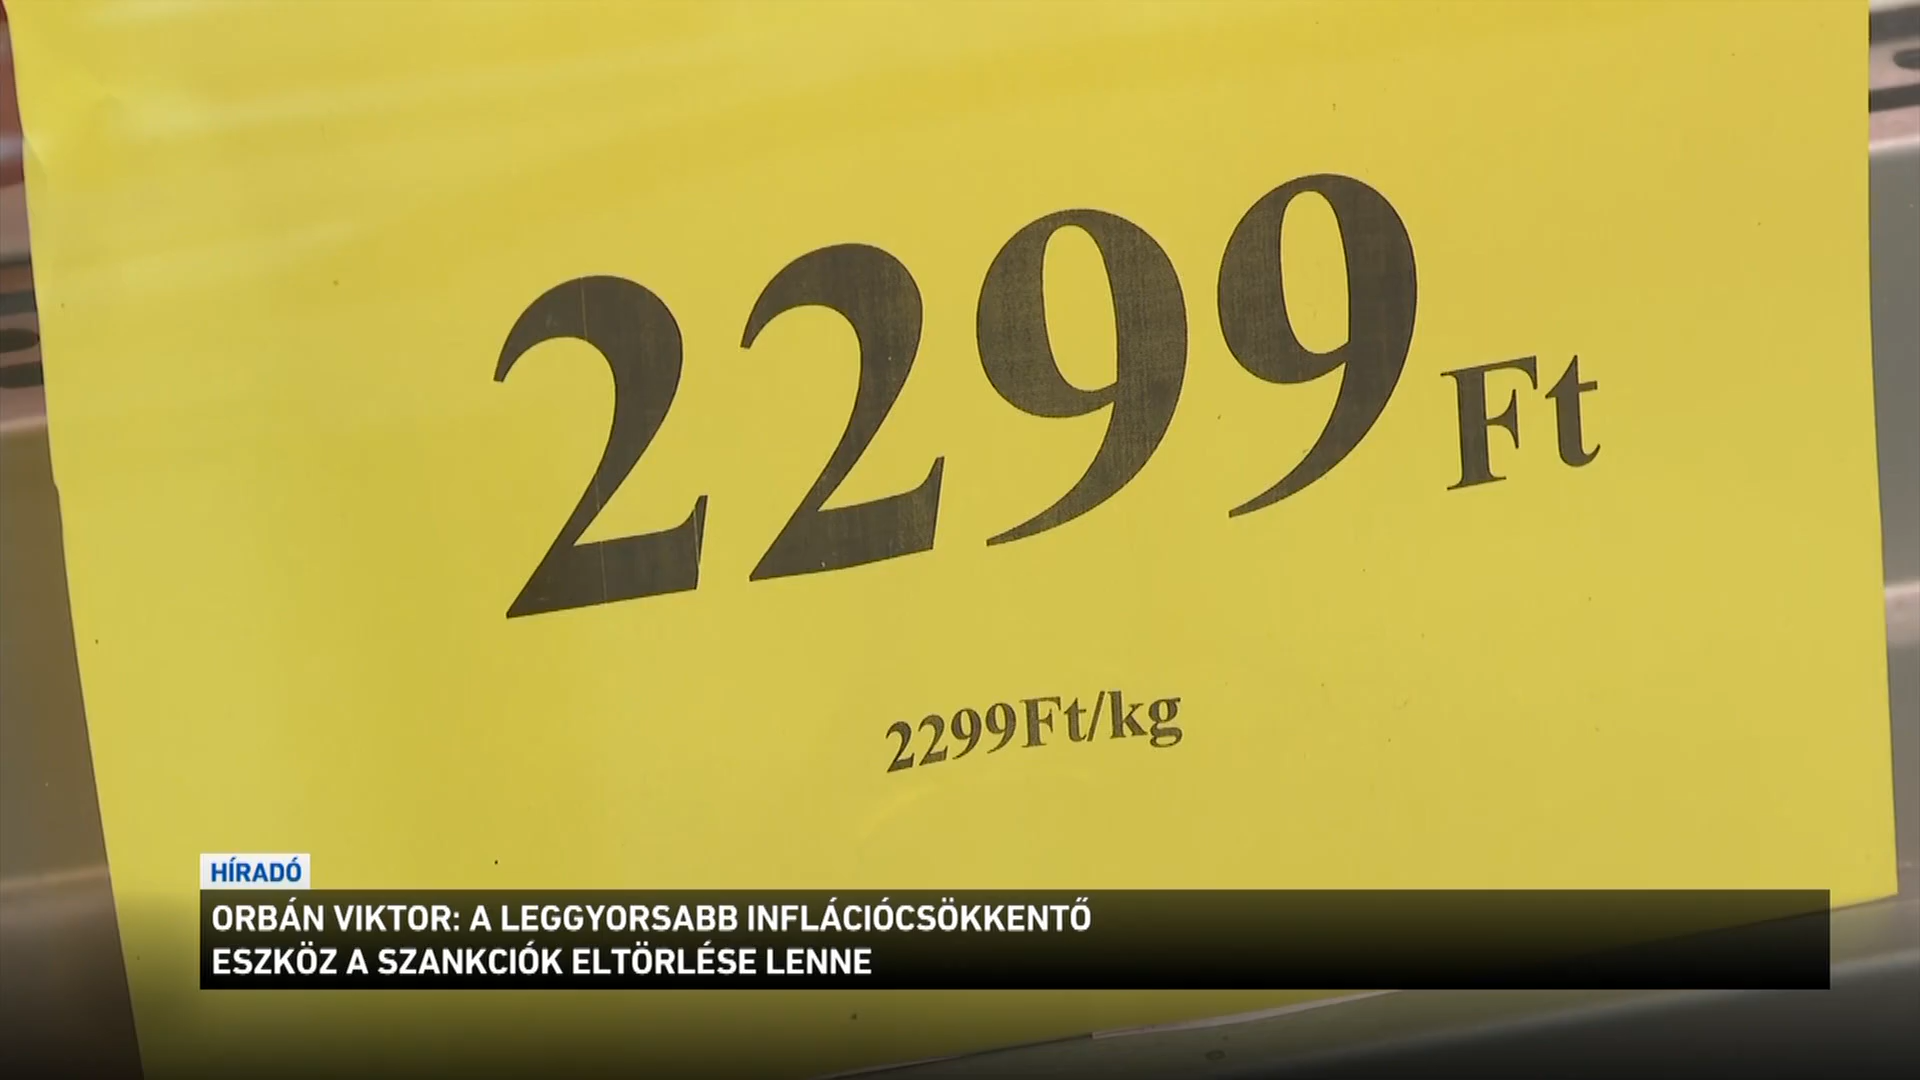 2299 Ft
2299Ft/kg
HÍRADÓ
ORBÁN VIKTOR: A LEGGYORSABB INFLÁCIÓCSÖKKENTŐ
ESZKÖZ A SZANKCIÓK ELTÖRLÉSE LENNE